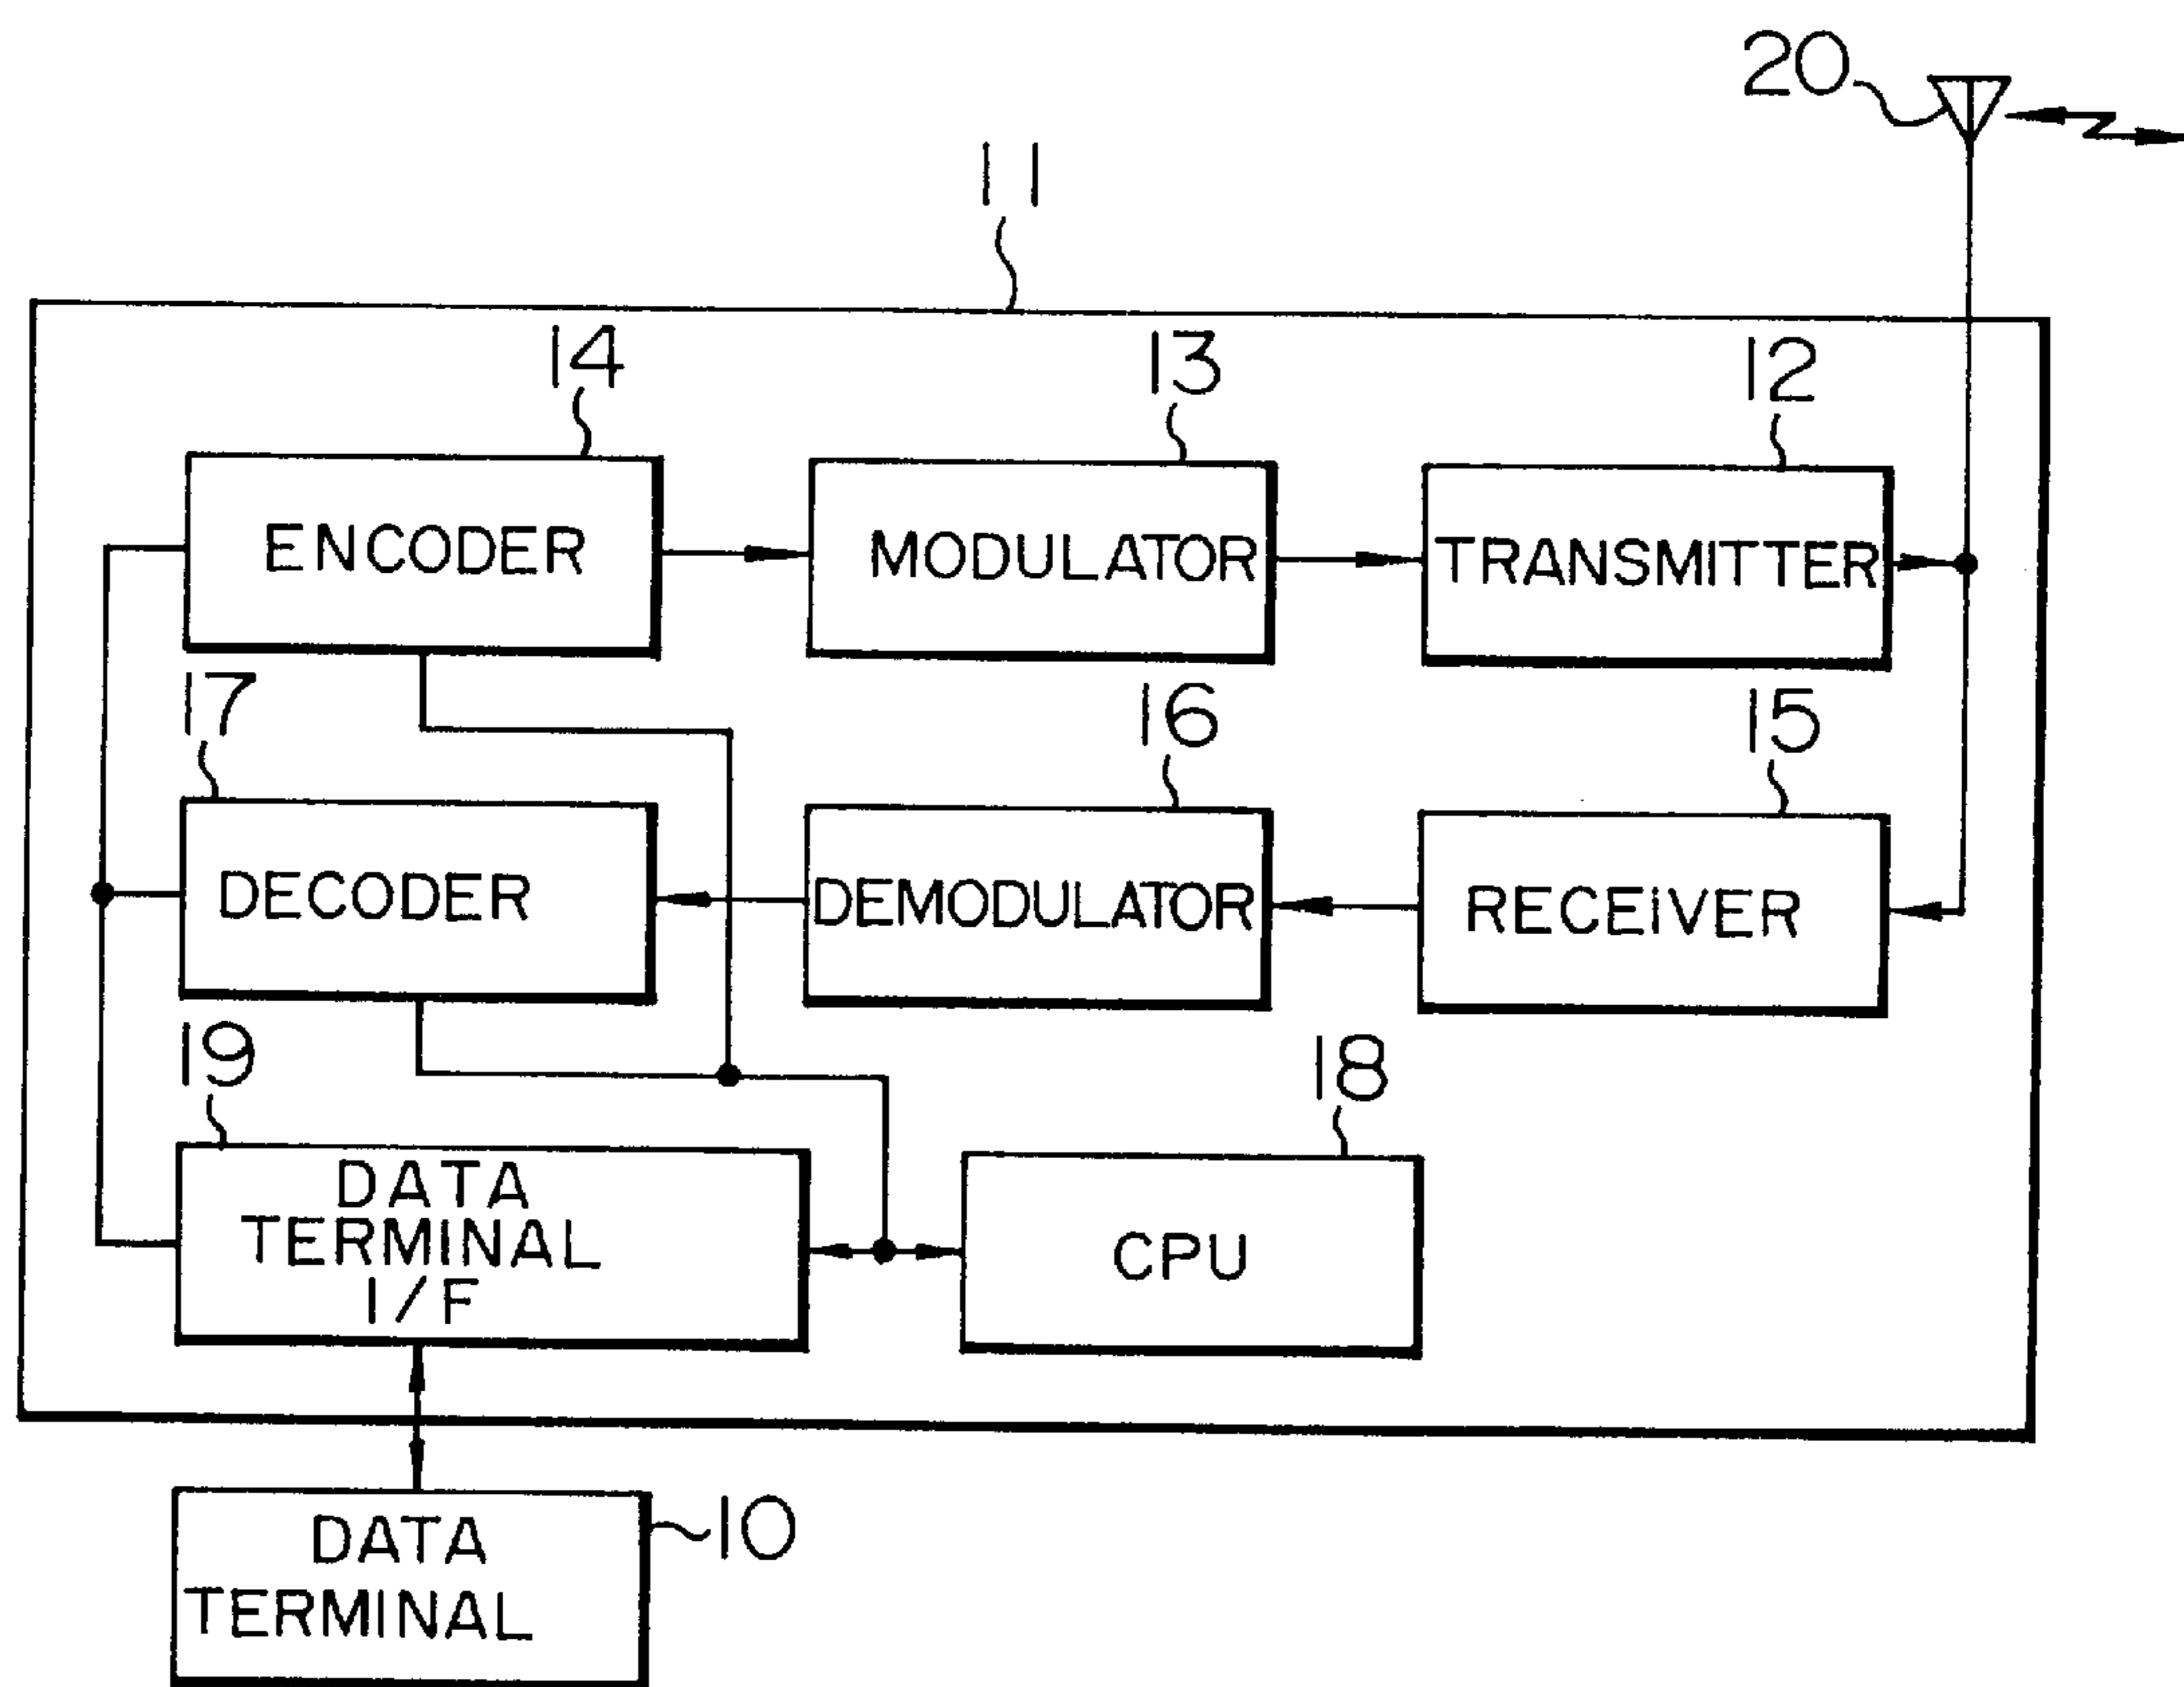 20
11
14
13
12
ENCODER
MODULATOR
TRANSMITTER
17
16
15
DECODER
DEMODULATOR
RECEIVER
19
18
DATA
TERMINAL
I/F
CPU
DATA
TERMINAL
10